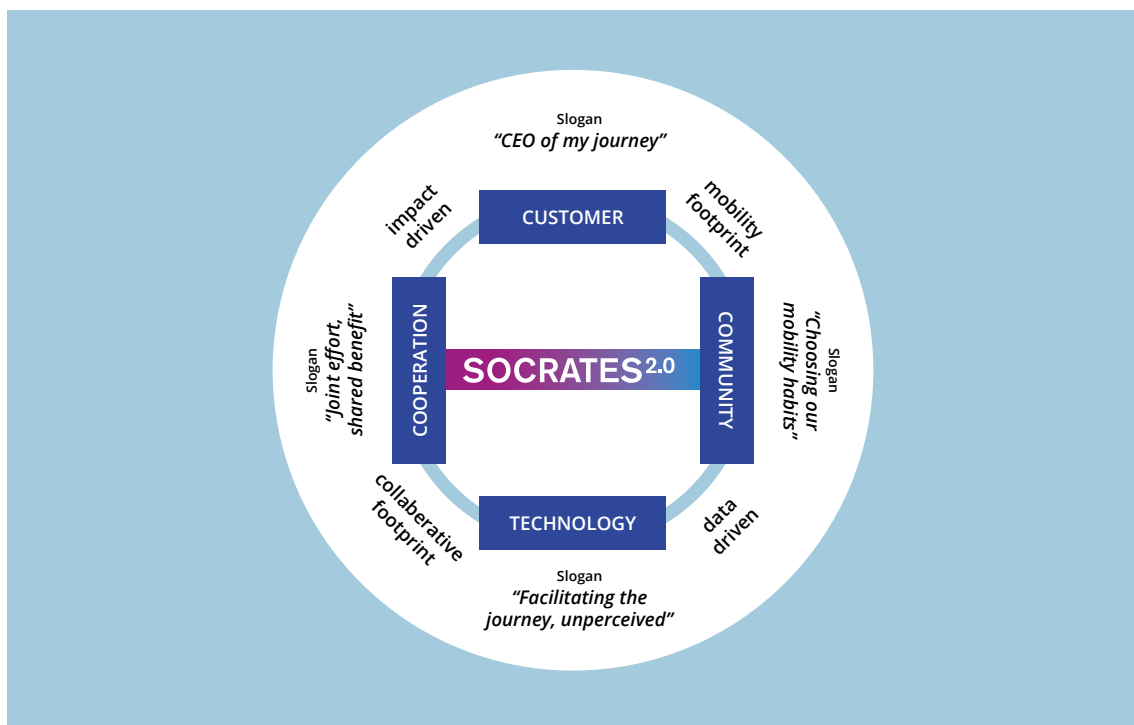 Slogan
“CEO of my journey”
impact
driven
CUSTOMER
mobility
footprint
Slogan
“Joint effort,
shared benefit”
COOPERATION
SOCRATES2.0
COMMUNITY
Slogan
“Choosing our
mobility habits”
collaborative
footprint
TECHNOLOGY
data
driven
Slogan
“Facilitating the
journey, unperceived”